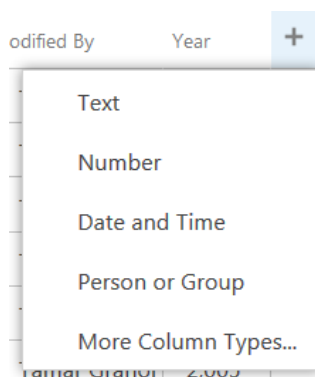 odified By Year +
Text
Number
Date and Time
Person or Group
More Column Types...